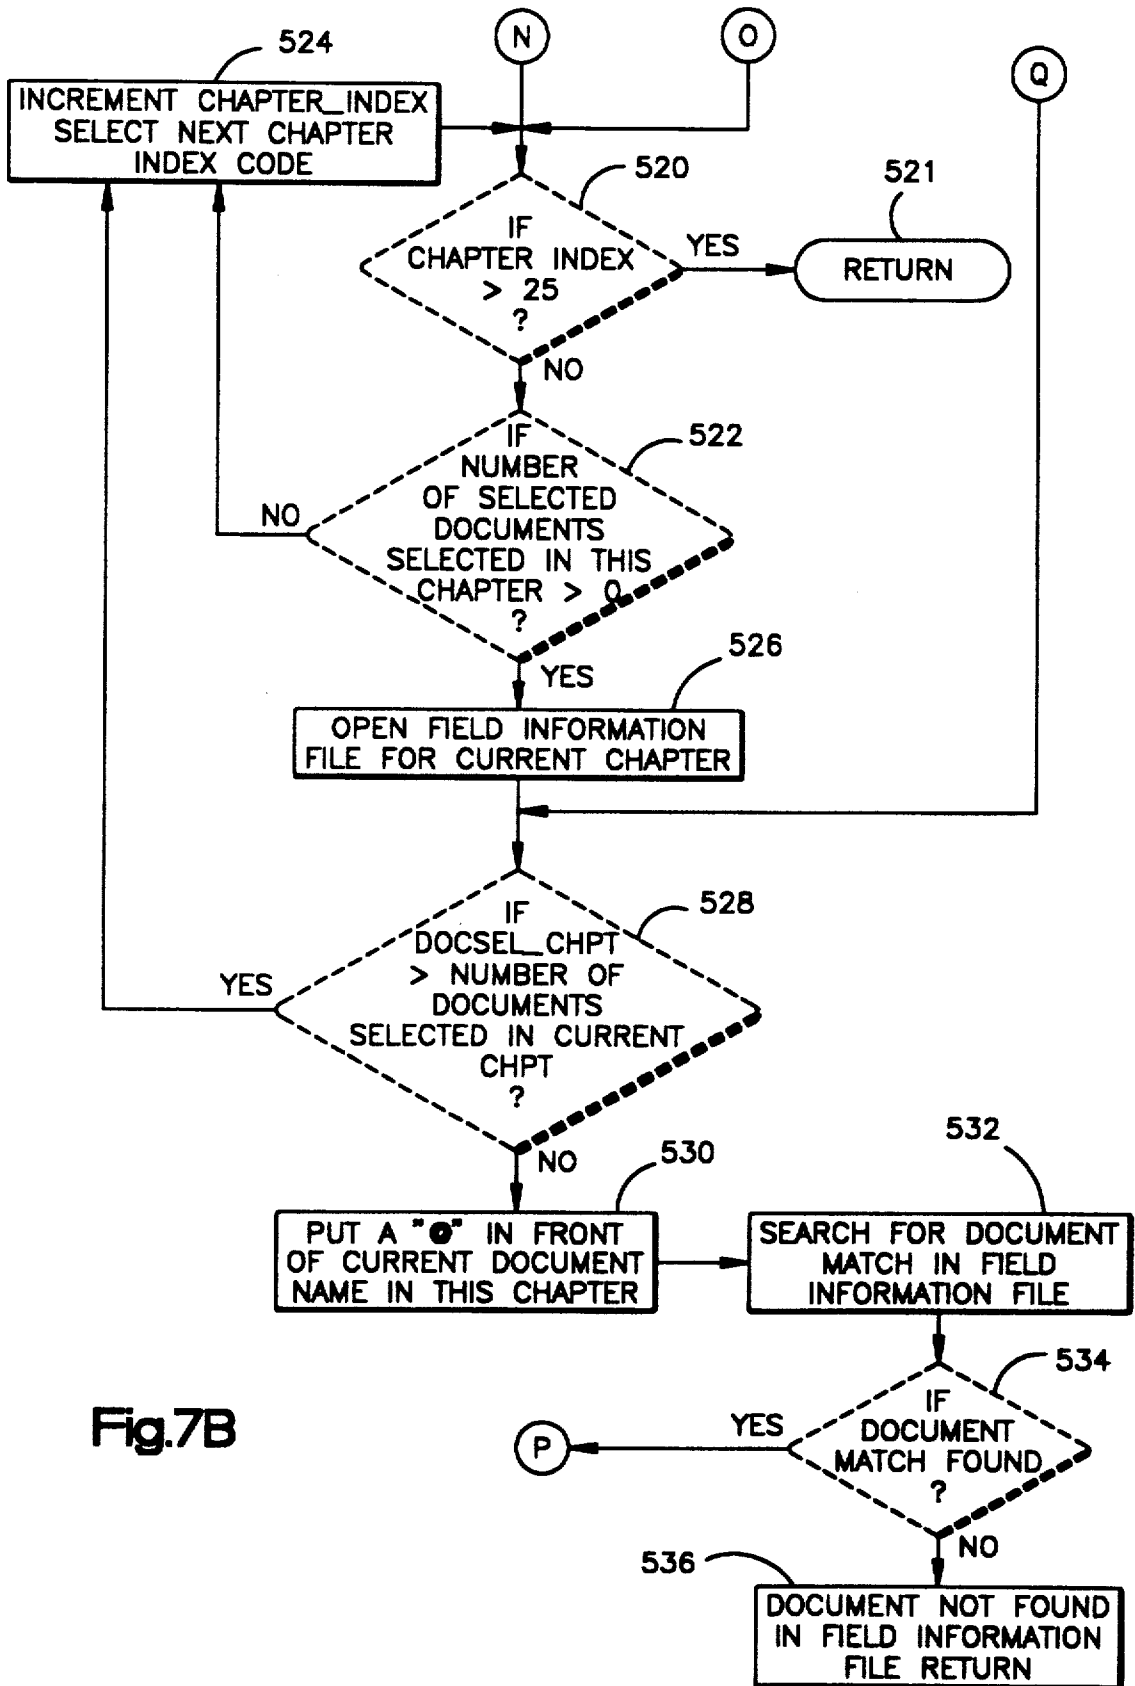 524
N
O
Q
INCREMENT CHAPTER_INDEX
SELECT NEXT CHAPTER
INDEX CODE
520
521
IF
CHAPTER INDEX
> 25
?
YES
RETURN
NO
522
IF
NUMBER
OF SELECTED
DOCUMENTS
SELECTED IN THIS
CHAPTER > 0
?
NO
526
YES
OPEN FIELD INFORMATION
FILE FOR CURRENT CHAPTER
528
IF
DOCSEL_CHPT
> NUMBER OF
DOCUMENTS
SELECTED IN CURRENT
CHPT
?
YES
NO
530
532
PUT A "@" IN FRONT
OF CURRENT DOCUMENT
NAME IN THIS CHAPTER
SEARCH FOR DOCUMENT
MATCH IN FIELD
INFORMATION FILE
534
IF
DOCUMENT
MATCH FOUND
?
YES
P
Fig.7B
NO
536
DOCUMENT NOT FOUND
IN FIELD INFORMATION
FILE RETURN